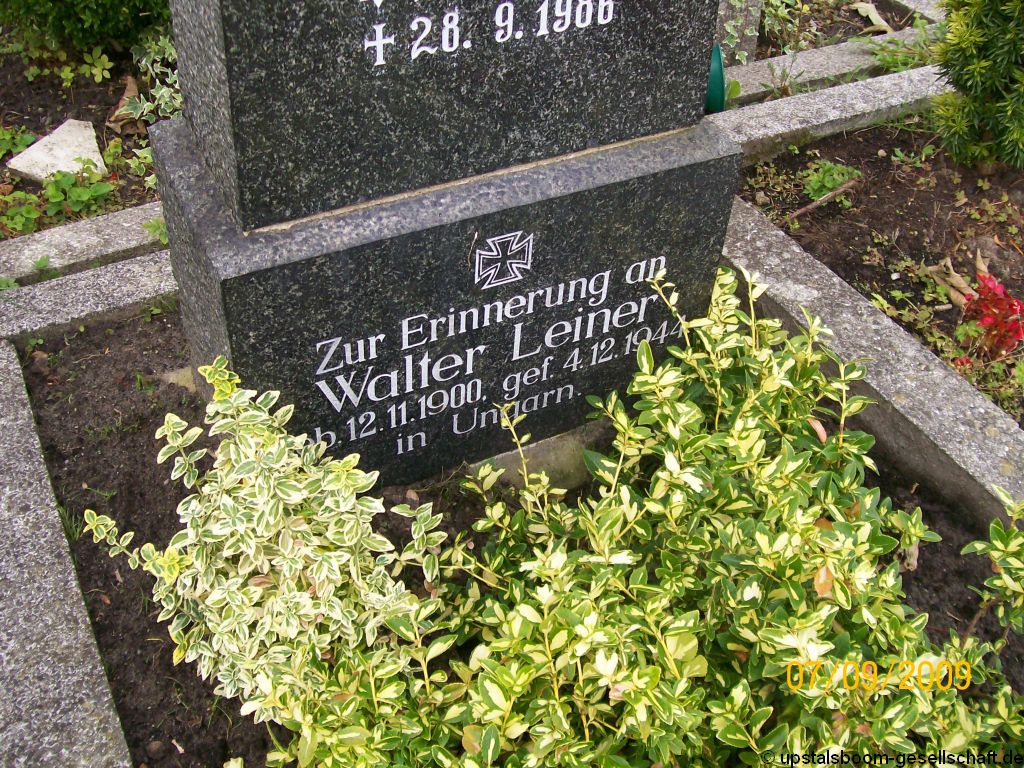 ✝ 28. 9. 1986
Zur Erinnerung an
Walter Leiner
geb. 12. 11. 1900, gef. 4. 12. 1944
in Ungarn.
07/09/2009
© upstalsboom-gesellschaft.de